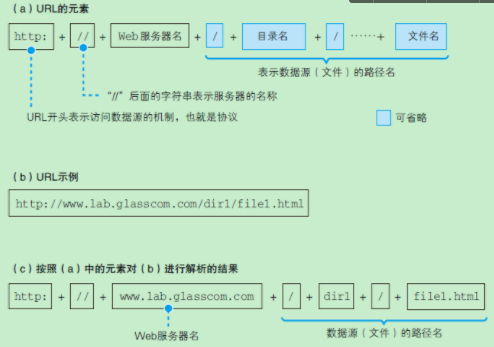 (a)URL的元素
http: + // + Web服务器名 + / + 目录名 + / ……+ 文件名
表示数据源(文件)的路径名
“//”后面的字符串表示服务器的名称
URL开头表示访问数据源的机制,也就是协议
可省略
(b)URL示例
http://www.lab.glasscom.com/dir1/file1.html
(c)按照(a)中的元素对(b)进行解析的结果
http: + // + www.lab.glasscom.com + / + dir1 + / + file1.html
Web服务器名
数据源(文件)的路径名